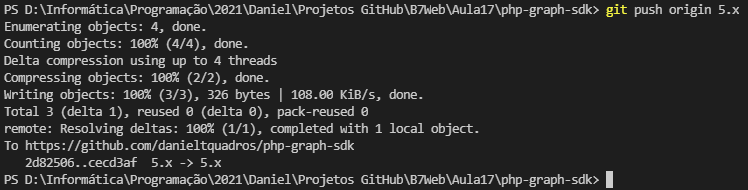 PS D:\Informática\Programação\2021\Daniel\Projetos GitHub\B7Web\Aula17\php-graph-sdk> git push origin 5.x
Enumerating objects: 4, done.
Counting objects: 100% (4/4), done.
Delta compression using up to 4 threads
Compressing objects: 100% (2/2), done.
Writing objects: 100% (3/3), 326 bytes | 108.00 KiB/s, done.
Total 3 (delta 1), reused 0 (delta 0), pack-reused 0
remote: Resolving deltas: 100% (1/1), completed with 1 local object.
To https://github.com/danieltquadros/php-graph-sdk
   2d82506..cecd3af  5.x -> 5.x
PS D:\Informática\Programação\2021\Daniel\Projetos GitHub\B7Web\Aula17\php-graph-sdk>